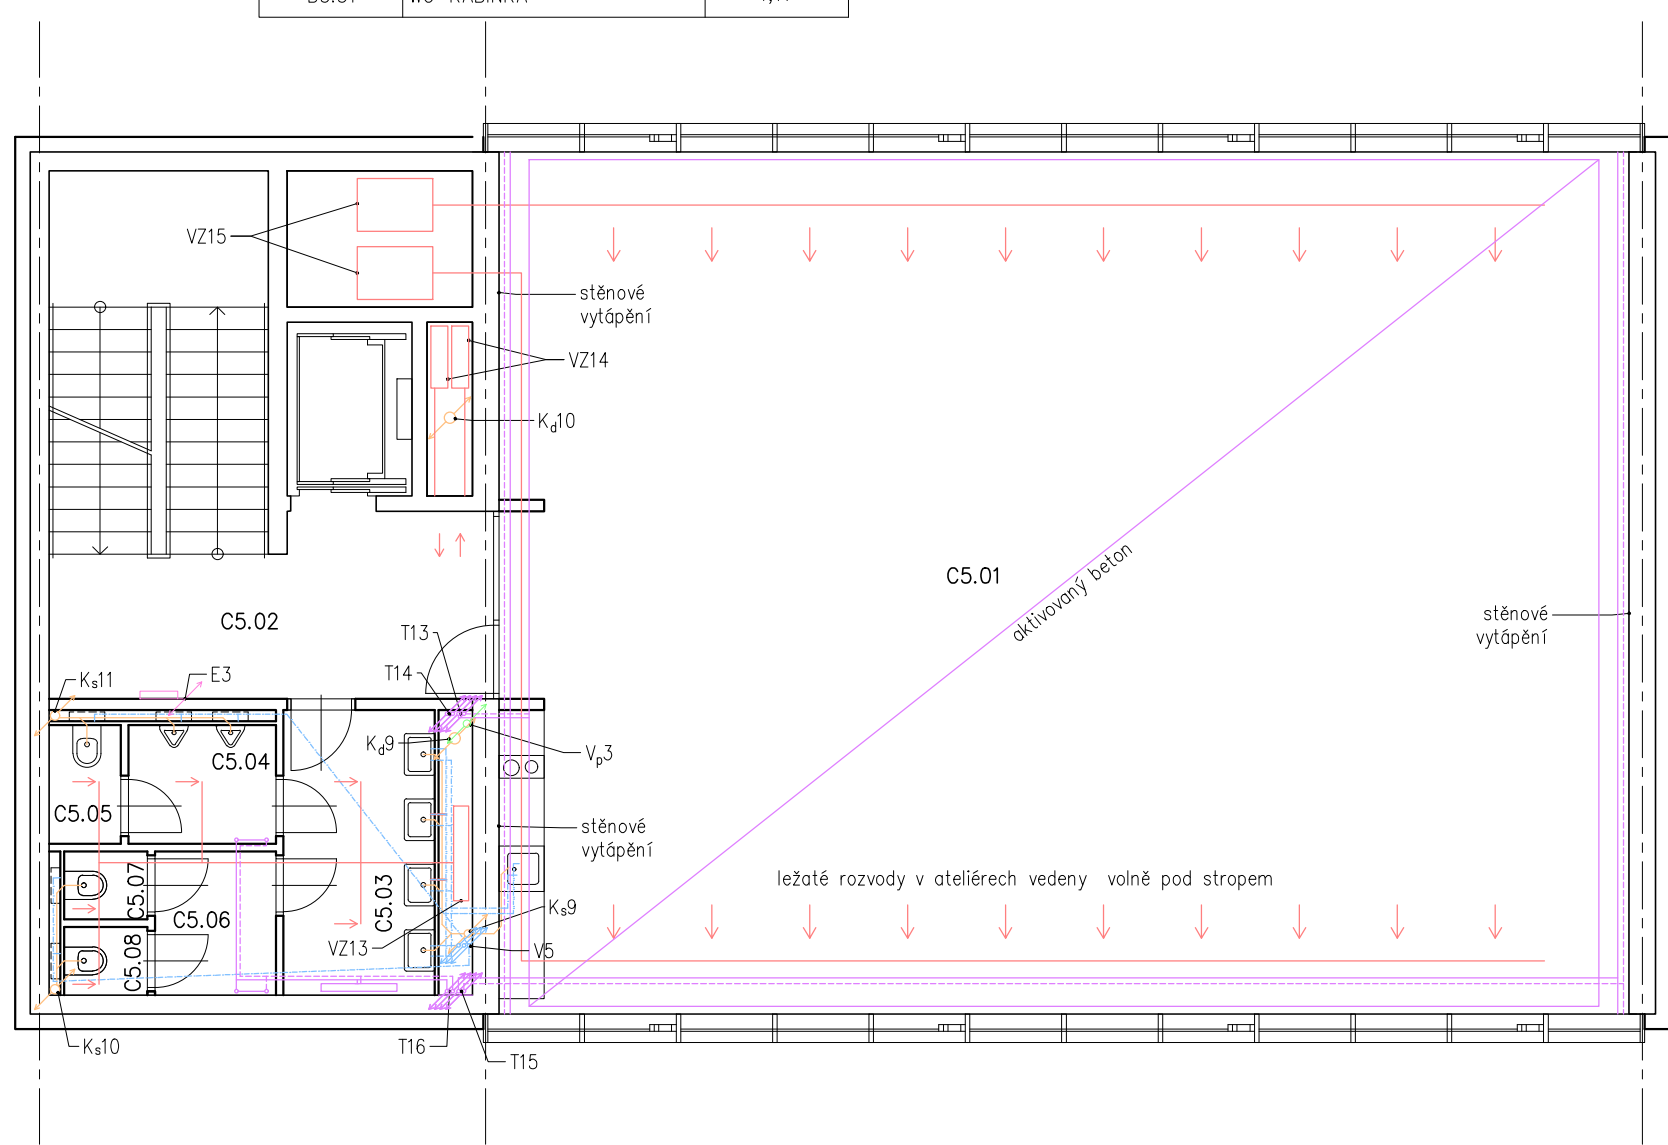 VZ15
stěnové
vytápění
VZ14
Kd10
C5.01
aktivovaný beton
stěnové
vytápění
C5.02
T13
T14
Ks11
E3
Kd9
Vp3
C5.04
C5.05
stěnové
vytápění
C5.07
C5.06
C5.03
C5.08
ležaté rozvody v ateliérech vedeny volně pod stropem
Ks9
VZ13
V5
Ks10
T16
T15